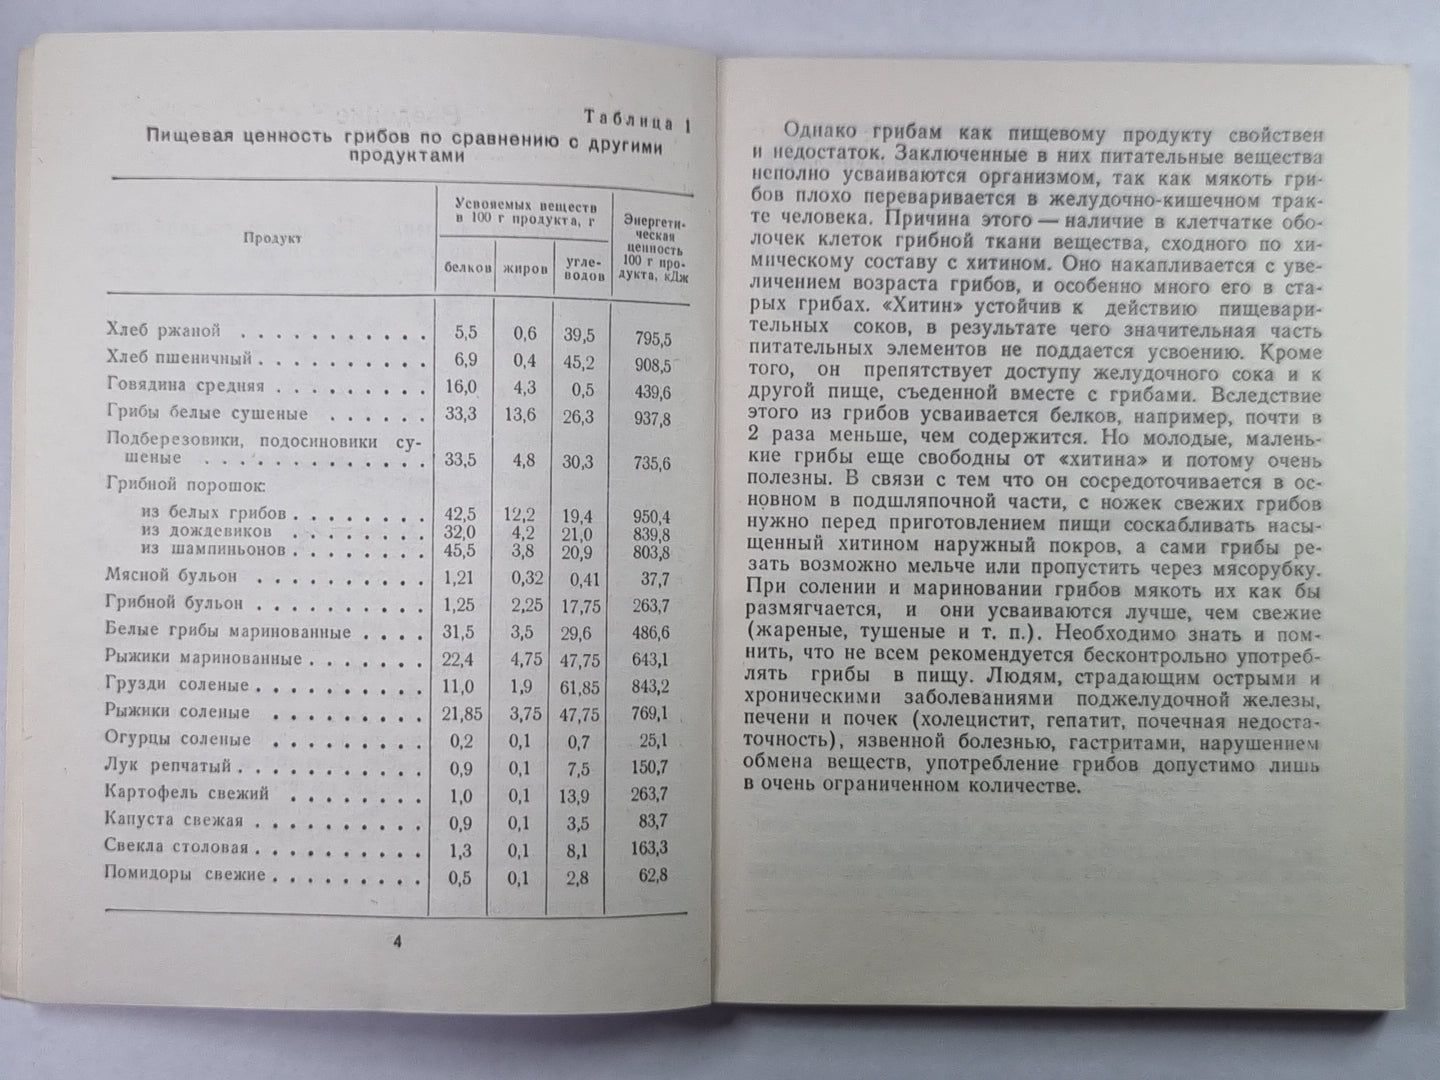 Таблица 1
Пищевая ценность грибов по сравнению с другими
продуктами
Продукт
Усвояемых веществ
в 100 г продукта, г
белков жиров угле-
водов
Энергети-
ческая
ценность
100 г про-
дукта, кДж
Хлеб ржаной . . . . . . . . . . . 5,5 0,6 39,5 795,5
Хлеб пшеничный . . . . . . . . . . 6,9 0,4 45,2 908,5
Говядина средняя . . . . . . . . . 16,0 4,3 0,5 439,6
Грибы белые сушеные . . . . . . 33,3 13,6 26,3 937,8
Подберезовики, подосиновики су-
шеные . . . . . . . . . . . . . 33,5 4,8 30,3 735,6
Грибной порошок:
из белых грибов . . . . . . . . 42,5 12,2 19,4 950,4
из дождевиков . . . . . . . . 32,0 4,2 21,0 839,8
из шампиньонов . . . . . . . . 45,5 3,8 20,9 803,8
Мясной бульон . . . . . . . . . . 1,21 0,32 0,41 37,7
Грибной бульон . . . . . . . . . . 1,25 2,25 17,75 263,7
Белые грибы маринованные . . . . 31,5 3,5 29,6 486,6
Рыжики маринованные . . . . . . . 22,4 4,75 47,75 643,1
Грузди соленые . . . . . . . . . . 11,0 1,9 61,85 843,2
Рыжики соленые . . . . . . . . . 21,85 3,75 47,75 769,1
Огурцы соленые . . . . . . . . . 0,2 0,1 0,7 25,1
Лук репчатый . . . . . . . . . . . 0,9 0,1 7,5 150,7
Картофель свежий . . . . . . . . 1,0 0,1 13,9 263,7
Капуста свежая . . . . . . . . . . 0,9 0,1 3,5 83,7
Свекла столовая . . . . . . . . . . 1,3 0,1 8,1 163,3
Помидоры свежие . . . . . . . . . 0,5 0,1 2,8 62,8
4
Однако грибам как пищевому продукту свойствен
и недостаток. Заключенные в них питательные вещества
неполно усваиваются организмом, так как мякоть гри-
бов плохо переваривается в желудочно-кишечном трак-
те человека. Причина этого — наличие в клетчатке обо-
лочек клеток грибной ткани вещества, сходного по хи-
мическому составу с хитином. Оно накапливается с уве-
личением возраста грибов, и особенно много его в ста-
рых грибах. «Хитин» устойчив к действию пищевари-
тельных соков, в результате чего значительная часть
питательных элементов не поддается усвоению. Кроме
того, он препятствует доступу желудочного сока и к
другой пище, съеденной вместе с грибами. Вследствие
этого из грибов усваивается белков, например, почти в
2 раза меньше, чем содержится. Но молодые, малень-
кие грибы еще свободны от «хитина» и потому очень
полезны. В связи с тем что он сосредоточивается в ос-
новном в подшляпочной части, с ножек свежих грибов
нужно перед приготовлением пищи соскабливать насы-
щенный хитином наружный покров, а сами грибы ре-
зать возможно мельче или пропустить через мясорубку.
При солении и мариновании грибов мякоть их как бы
размягчается, и они усваиваются лучше, чем свежие
(жареные, тушеные и т. п.). Необходимо знать и пом-
нить, что не всем рекомендуется бесконтрольно употреб-
лять грибы в пищу. Людям, страдающим острыми и
хроническими заболеваниями поджелудочной железы,
печени и почек (холецистит, гепатит, почечная недоста-
точность), язвенной болезнью, гастритами, нарушением
обмена веществ, употребление грибов допустимо лишь
в очень ограниченном количестве.